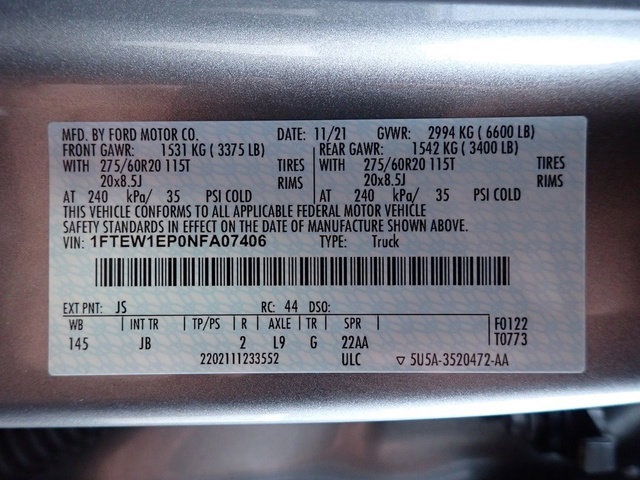 MFD. BY FORD MOTOR CO. DATE: 11/21 GVWR: 2994 KG ( 6600 LB)
FRONT GAWR: 1531 KG ( 3375 LB) REAR GAWR: 1542 KG ( 3400 LB)
WITH 275/60R20 115T TIRES WITH 275/60R20 115T TIRES
20x8.5J RIMS 20x8.5J RIMS
AT 240 kPa/ 35 PSI COLD AT 240 kPa/ 35 PSI COLD
THIS VEHICLE CONFORMS TO ALL APPLICABLE FEDERAL MOTOR VEHICLE
SAFETY STANDARDS IN EFFECT ON THE DATE OF MANUFACTURE SHOWN ABOVE.
VIN: 1FTEW1EP0NFA07406 TYPE: Truck
EXT PNT: JS RC: 44 DSO:
WB INT TR TP/PS R AXLE TR SPR F0122
145 JB 2 L9 G 22AA T0773
2202111233552 ULC ▽ 5U5A-3520472-AA